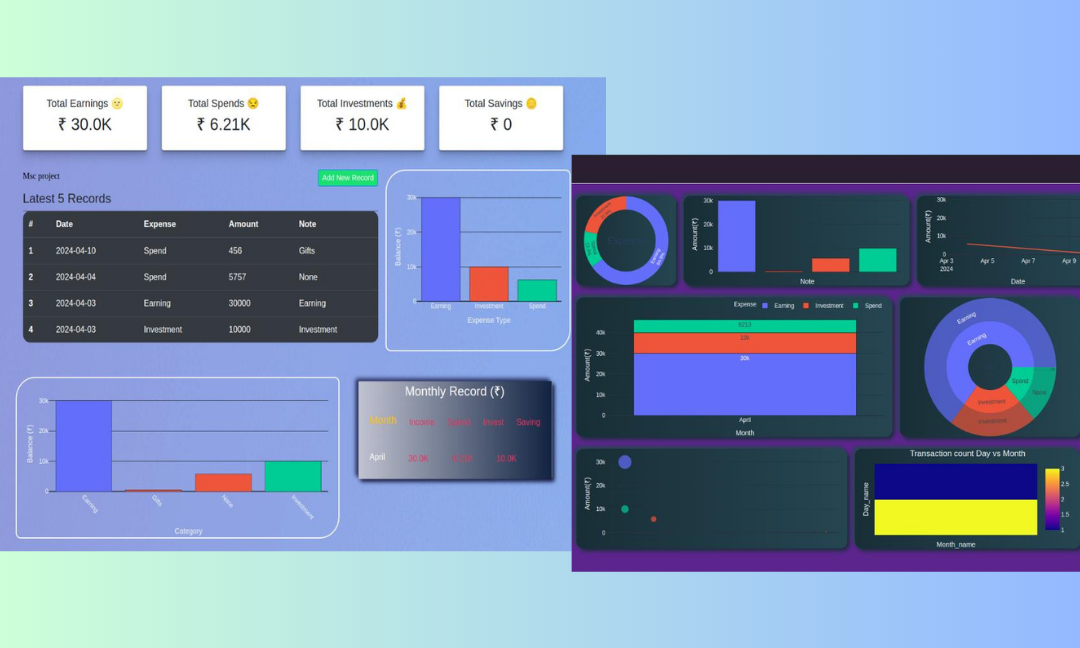 Total Earnings 🌝
₹ 30.0K
Total Spends 😒
₹ 6.21K
Total Investments 💰
₹ 10.0K
Total Savings 🪙
₹ 0
Msc project
Add New Record
Latest 5 Records
# Date Expense Amount Note
1 2024-04-10 Spend 456 Gifts
2 2024-04-04 Spend 5757 None
3 2024-04-03 Earning 30000 Earning
4 2024-04-03 Investment 10000 Investment
Balance (₹)
30k
10k
0
Earning Investment Spend
Expense Type
Balance (₹)
30k
20k
10k
0
Earning Gifts None Investment
Category
Monthly Record (₹)
Month Income Spend Invest Saving
April 30.0K 10.0K
Earning
Amount(₹)
30k
20k
10k
0
Note
Amount(₹)
30k
20k
10k
0
Apr 3 Apr 5 Apr 7 Apr 9
2024
Date
Expense Earning Investment Spend
Amount(₹)
40k
30k
20k
10k
0
6213
30k
April
Month
Earning
Earning
Spend
Investment
Investment
Amount(₹)
30k
20k
10k
0
Transaction count Day vs Month
Day_name
Month_name
3
2.5
2
1.5
1